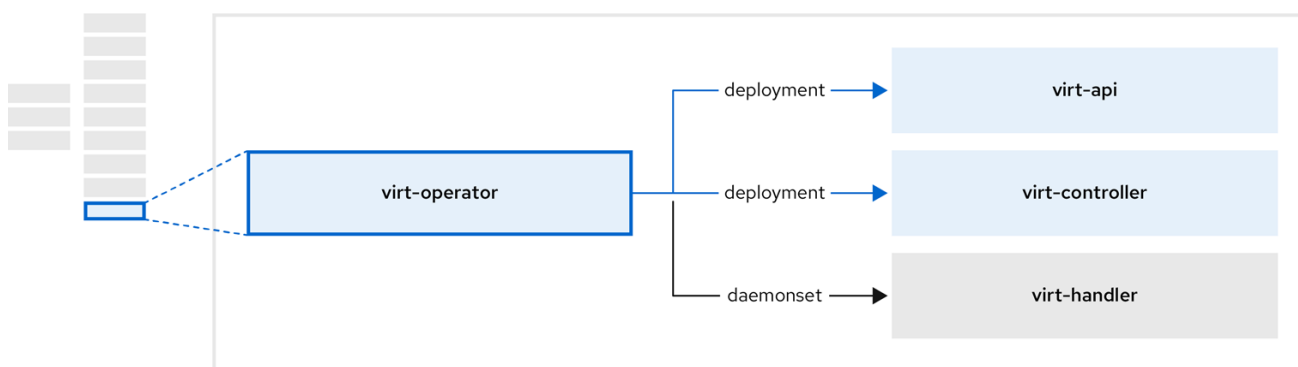 deployment
virt-api
virt-operator
deployment
virt-controller
daemonset
virt-handler